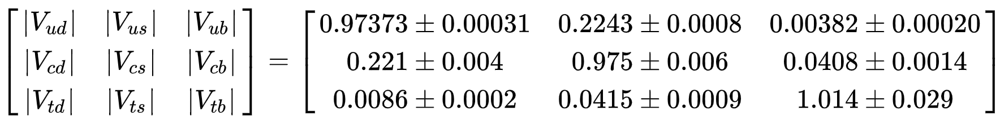 |V_ud| |V_us| |V_ub| 0.97373 ± 0.00031 0.2243 ± 0.0008 0.00382 ± 0.00020
|V_cd| |V_cs| |V_cb| = 0.221 ± 0.004 0.975 ± 0.006 0.0408 ± 0.0014
|V_td| |V_ts| |V_tb| 0.0086 ± 0.0002 0.0415 ± 0.0009 1.014 ± 0.029